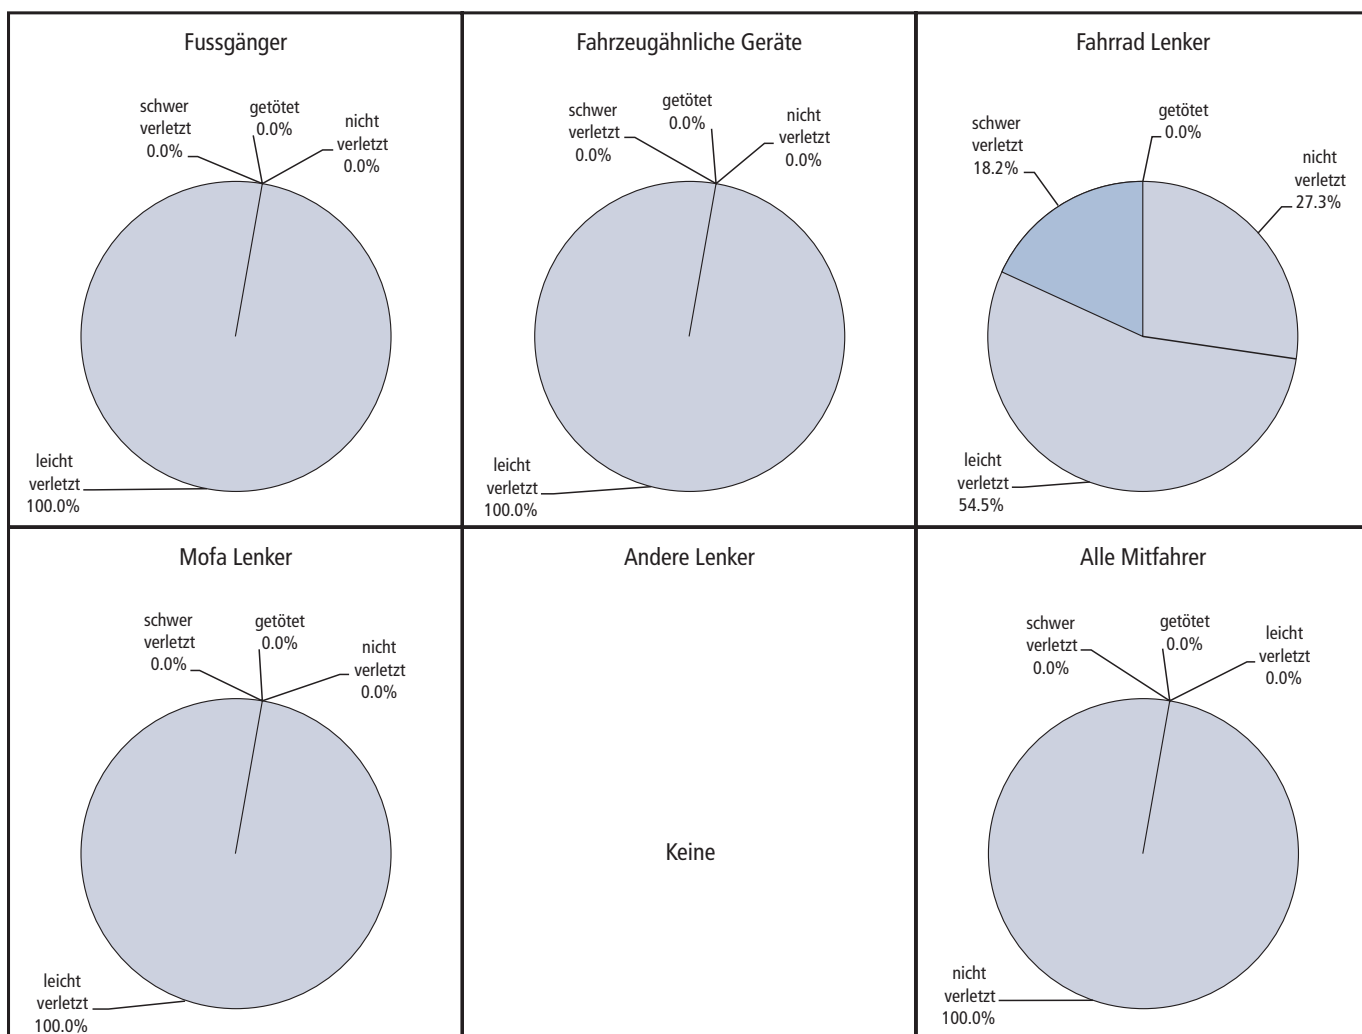 Fussgänger
schwer
verletzt
0.0%
getötet
0.0%
nicht
verletzt
0.0%
leicht
verletzt
100.0%
Fahrzeugähnliche Geräte
schwer
verletzt
0.0%
getötet
0.0%
nicht
verletzt
0.0%
leicht
verletzt
100.0%
Fahrrad Lenker
schwer
verletzt
18.2%
getötet
0.0%
nicht
verletzt
27.3%
leicht
verletzt
54.5%
Mofa Lenker
schwer
verletzt
0.0%
getötet
0.0%
nicht
verletzt
0.0%
leicht
verletzt
100.0%
Andere Lenker
Keine
Alle Mitfahrer
schwer
verletzt
0.0%
getötet
0.0%
leicht
verletzt
0.0%
nicht
verletzt
100.0%